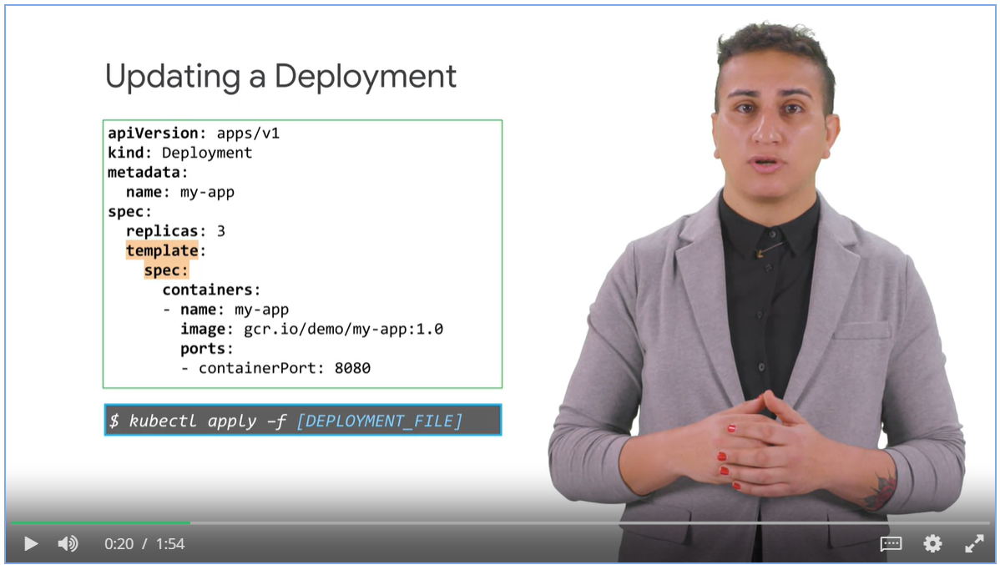 Updating a Deployment
apiVersion: apps/v1
kind: Deployment
metadata:
  name: my-app
spec:
  replicas: 3
  template:
    spec:
      containers:
      - name: my-app
        image: gcr.io/demo/my-app:1.0
        ports:
        - containerPort: 8080
$ kubectl apply –f [DEPLOYMENT_FILE]
0:20 / 1:54